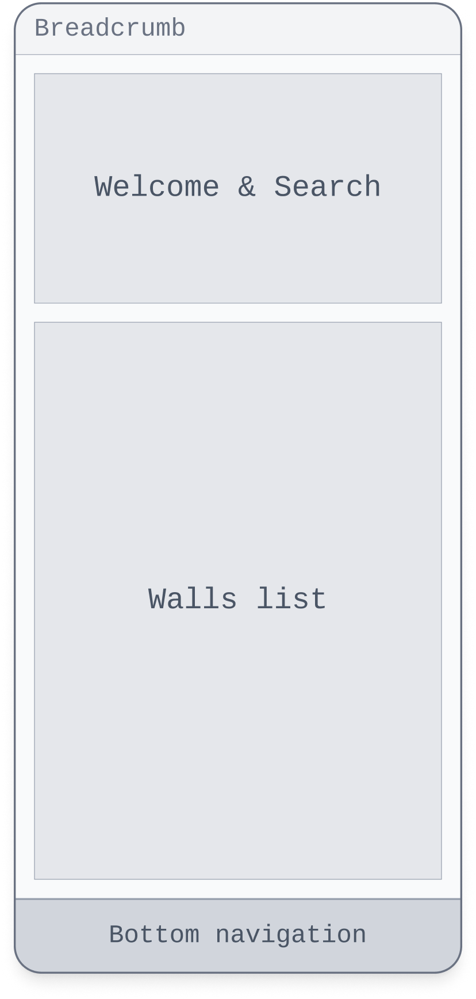 Breadcrumb
Welcome & Search
Walls list
Bottom navigation